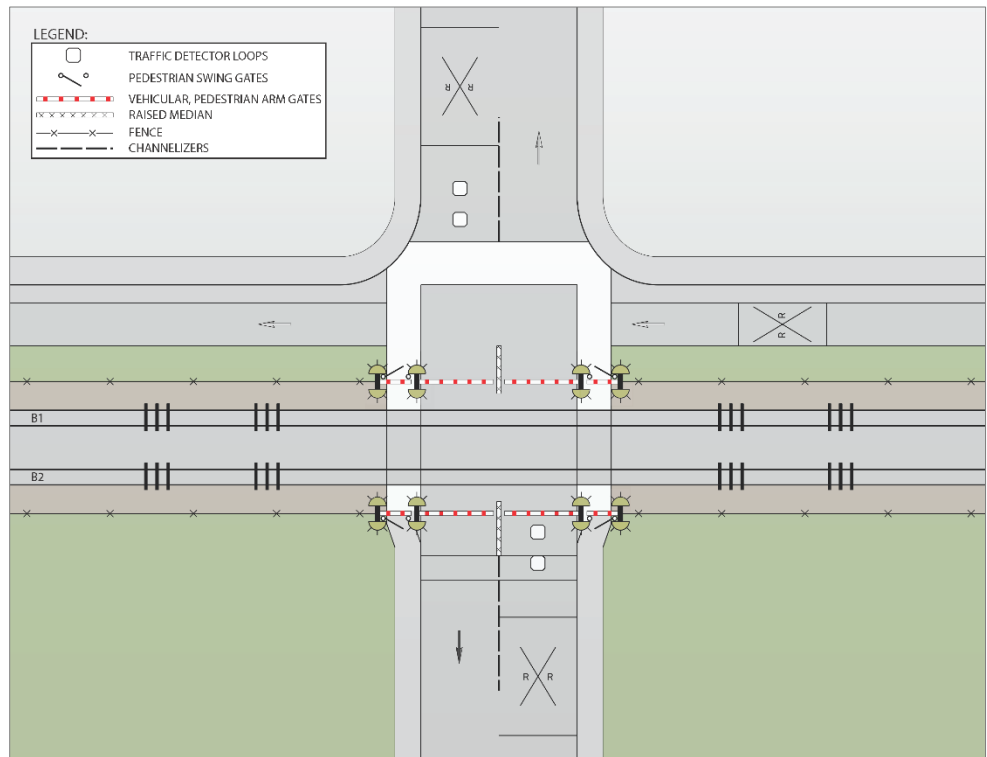 LEGEND:
TRAFFIC DETECTOR LOOPS
PEDESTRIAN SWING GATES
VEHICULAR, PEDESTRIAN ARM GATES
RAISED MEDIAN
FENCE
CHANNELIZERS
R R
R
R
B1
B2
R R